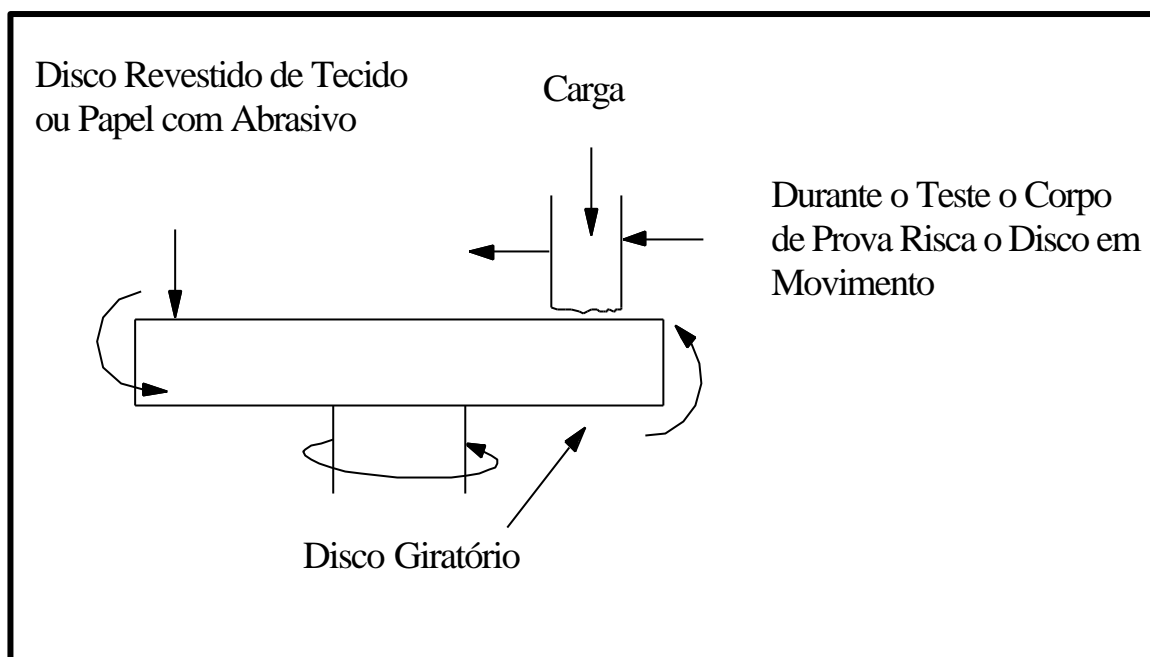 Disco Revestido de Tecido
ou Papel com Abrasivo
Carga
Durante o Teste o Corpo
de Prova Risca o Disco em
Movimento
Disco Giratório